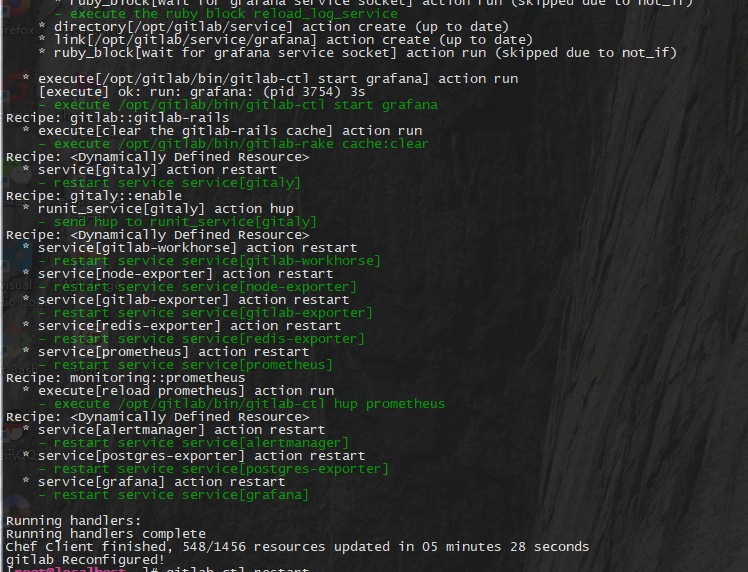 * ruby_block[wait for grafana service socket] action run (skipped due to not_if)
- execute the ruby block reload_log_service
* directory[/opt/gitlab/service] action create (up to date)
* link[/opt/gitlab/service/grafana] action create (up to date)
* ruby_block[wait for grafana service socket] action run (skipped due to not_if)
* execute[/opt/gitlab/bin/gitlab-ctl start grafana] action run
[execute] ok: run: grafana: (pid 3754) 3s
- execute /opt/gitlab/bin/gitlab-ctl start grafana
Recipe: gitlab::gitlab-rails
* execute[clear the gitlab-rails cache] action run
- execute /opt/gitlab/bin/gitlab-rake cache:clear
Recipe: <Dynamically Defined Resource>
* service[gitaly] action restart
- restart service service[gitaly]
Recipe: gitaly::enable
* runit_service[gitaly] action hup
- send hup to runit_service[gitaly]
Recipe: <Dynamically Defined Resource>
* service[gitlab-workhorse] action restart
- restart service service[gitlab-workhorse]
* service[node-exporter] action restart
- restart service service[node-exporter]
* service[gitlab-exporter] action restart
- restart service service[gitlab-exporter]
* service[redis-exporter] action restart
- restart service service[redis-exporter]
* service[prometheus] action restart
- restart service service[prometheus]
Recipe: monitoring::prometheus
* execute[reload prometheus] action run
- execute /opt/gitlab/bin/gitlab-ctl hup prometheus
Recipe: <Dynamically Defined Resource>
* service[alertmanager] action restart
- restart service service[alertmanager]
* service[postgres-exporter] action restart
- restart service service[postgres-exporter]
* service[grafana] action restart
- restart service service[grafana]
Running handlers:
Running handlers complete
Chef Client finished, 548/1456 resources updated in 05 minutes 28 seconds
gitlab Reconfigured!
[root@localhost ~]# gitlab-ctl restart